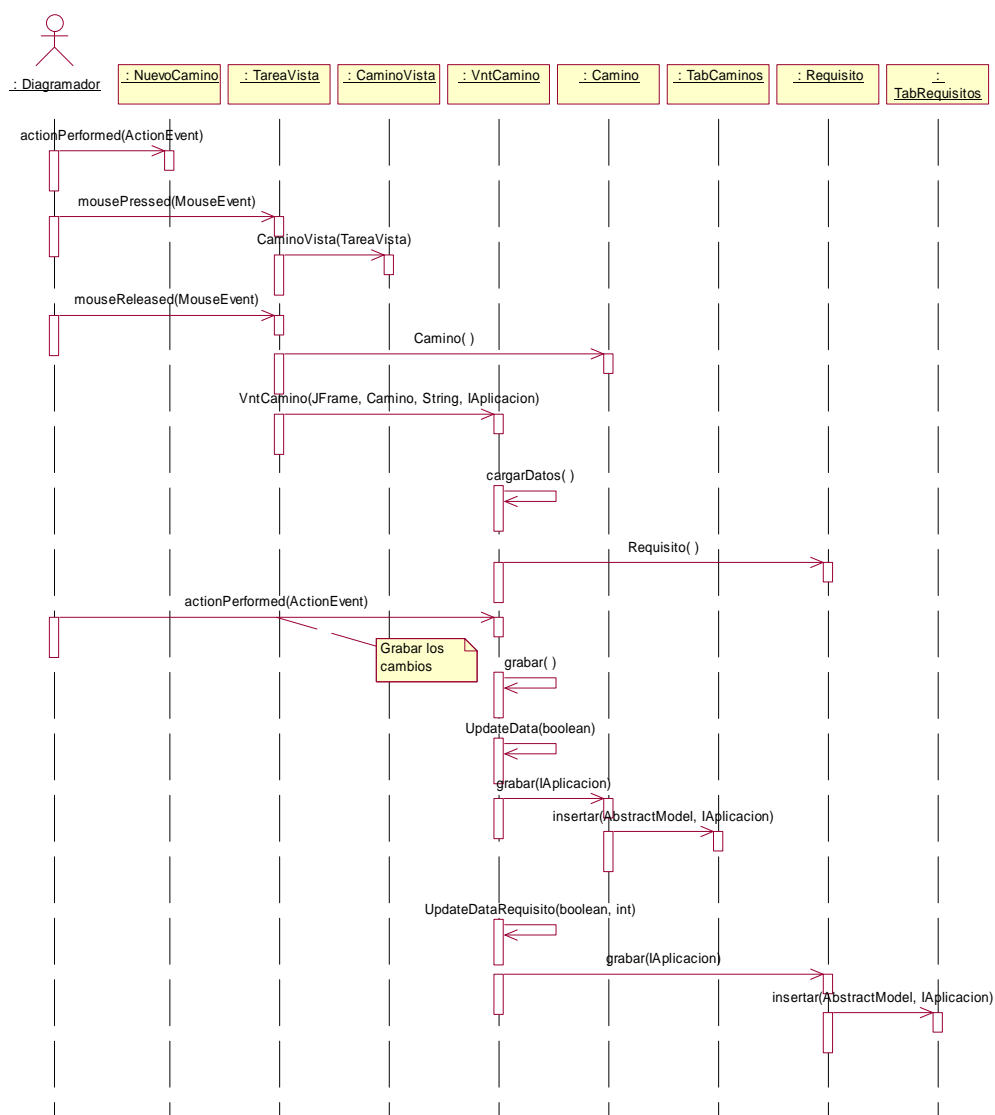 : Diagramador
: NuevoCamino
: TareaVista
: CaminoVista
: VntCamino
: Camino
: TabCaminos
: Requisito
:
TabRequisitos
actionPerformed(ActionEvent)
mousePressed(MouseEvent)
CaminoVista(TareaVista)
mouseReleased(MouseEvent)
Camino( )
VntCamino(JFrame, Camino, String, IAplicacion)
cargarDatos( )
Requisito( )
actionPerformed(ActionEvent)
Grabar los
cambios
grabar( )
UpdateData(boolean)
grabar(IAplicacion)
insertar(AbstractModel, IAplicacion)
UpdateDataRequisito(boolean, int)
grabar(IAplicacion)
insertar(AbstractModel, IAplicacion)